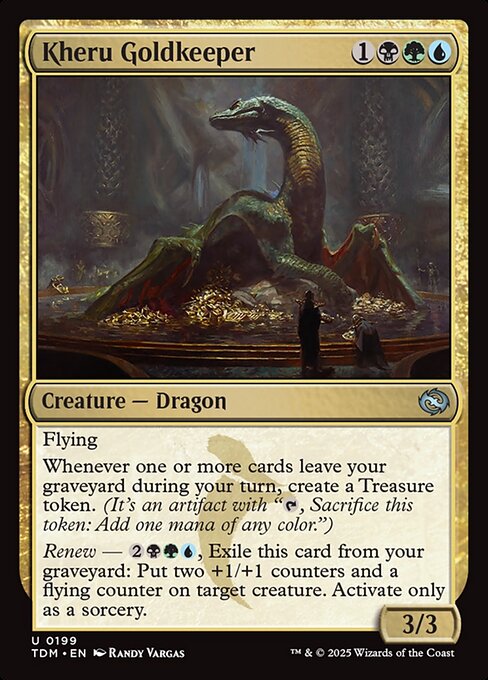 Kheru Goldkeeper 1
Creature — Dragon
Flying
Whenever one or more cards leave your
graveyard during your turn, create a Treasure
token. (It's an artifact with “, Sacrifice this
token: Add one mana of any color.”)
Renew — 2, Exile this card from your
graveyard: Put two +1/+1 counters and a
flying counter on target creature. Activate only
as a sorcery.
3/3
U 0199
TDM • EN Randy Vargas
™ & © 2025 Wizards of the Coast